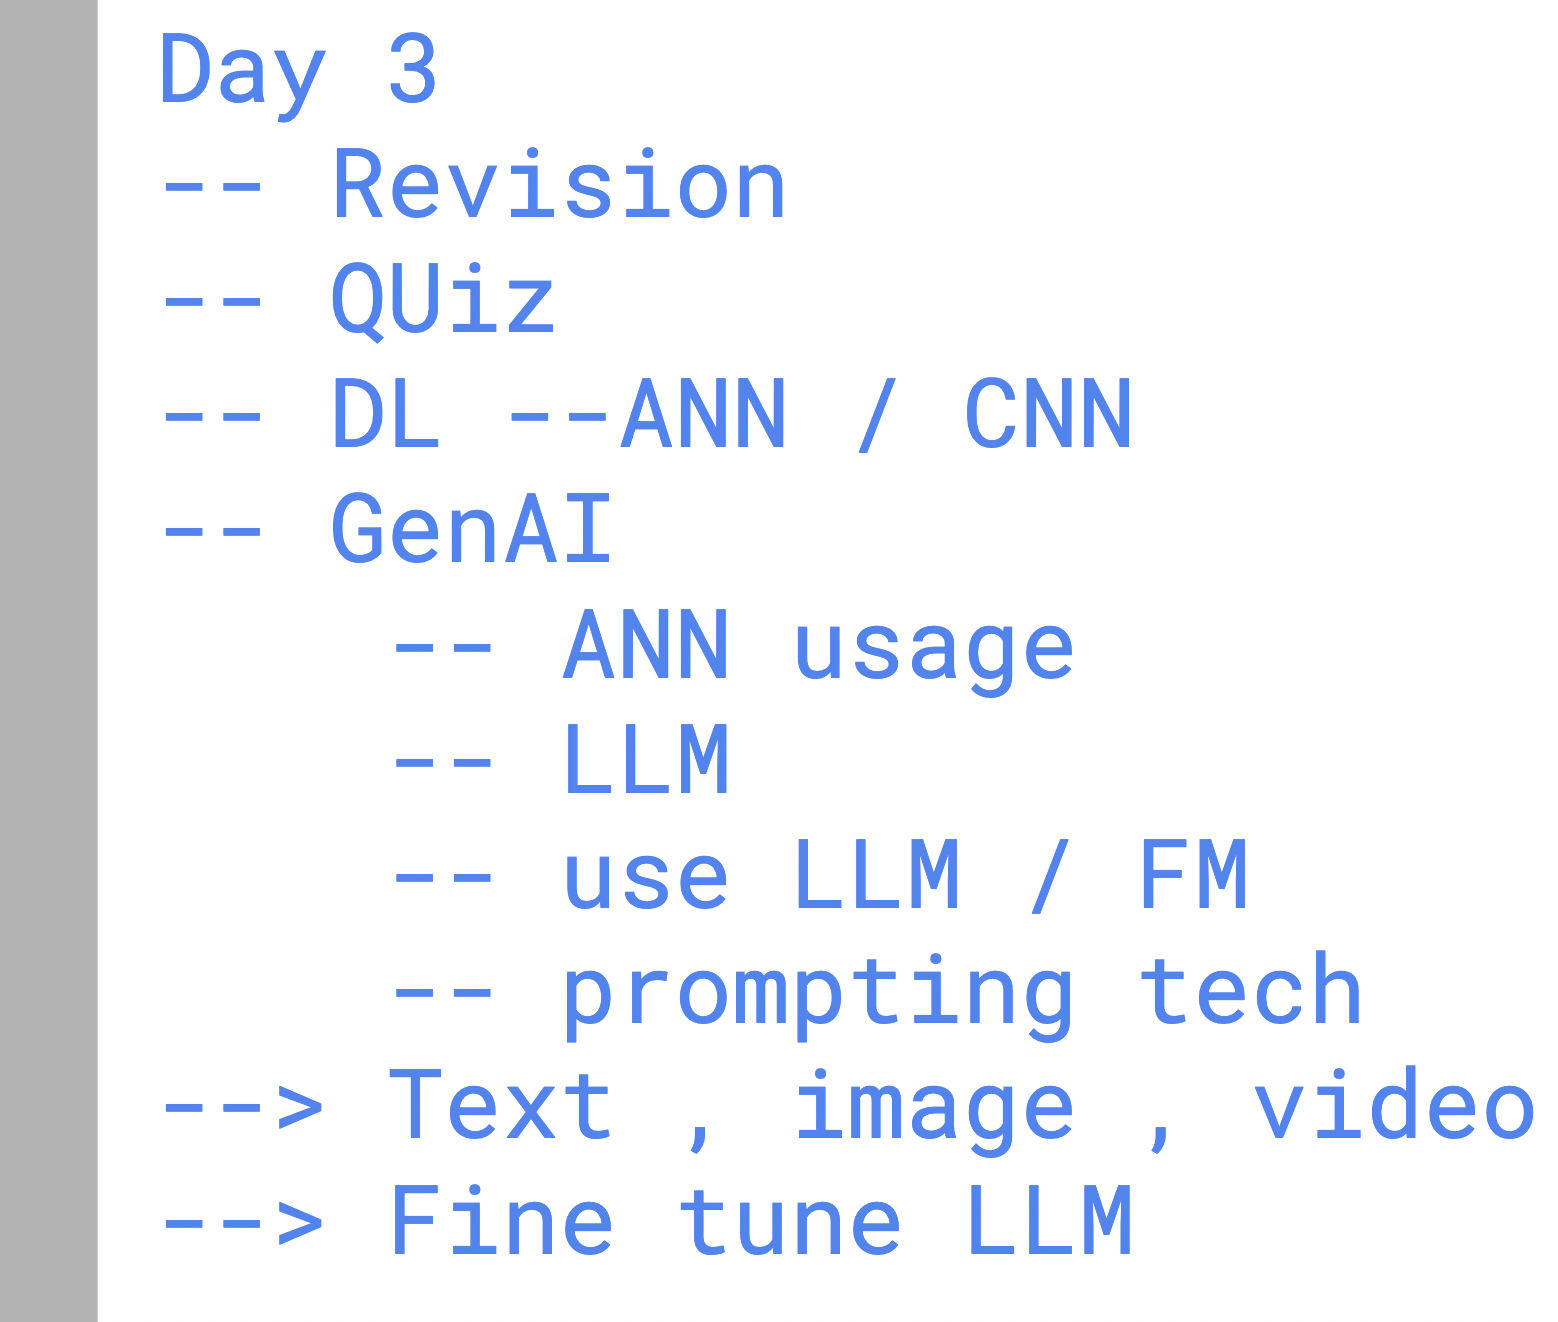 Day 3
-- Revision
-- QUiz
-- DL --ANN / CNN
-- GenAI
-- ANN usage
-- LLM
-- use LLM / FM
-- prompting tech
--> Text , image , video
--> Fine tune LLM